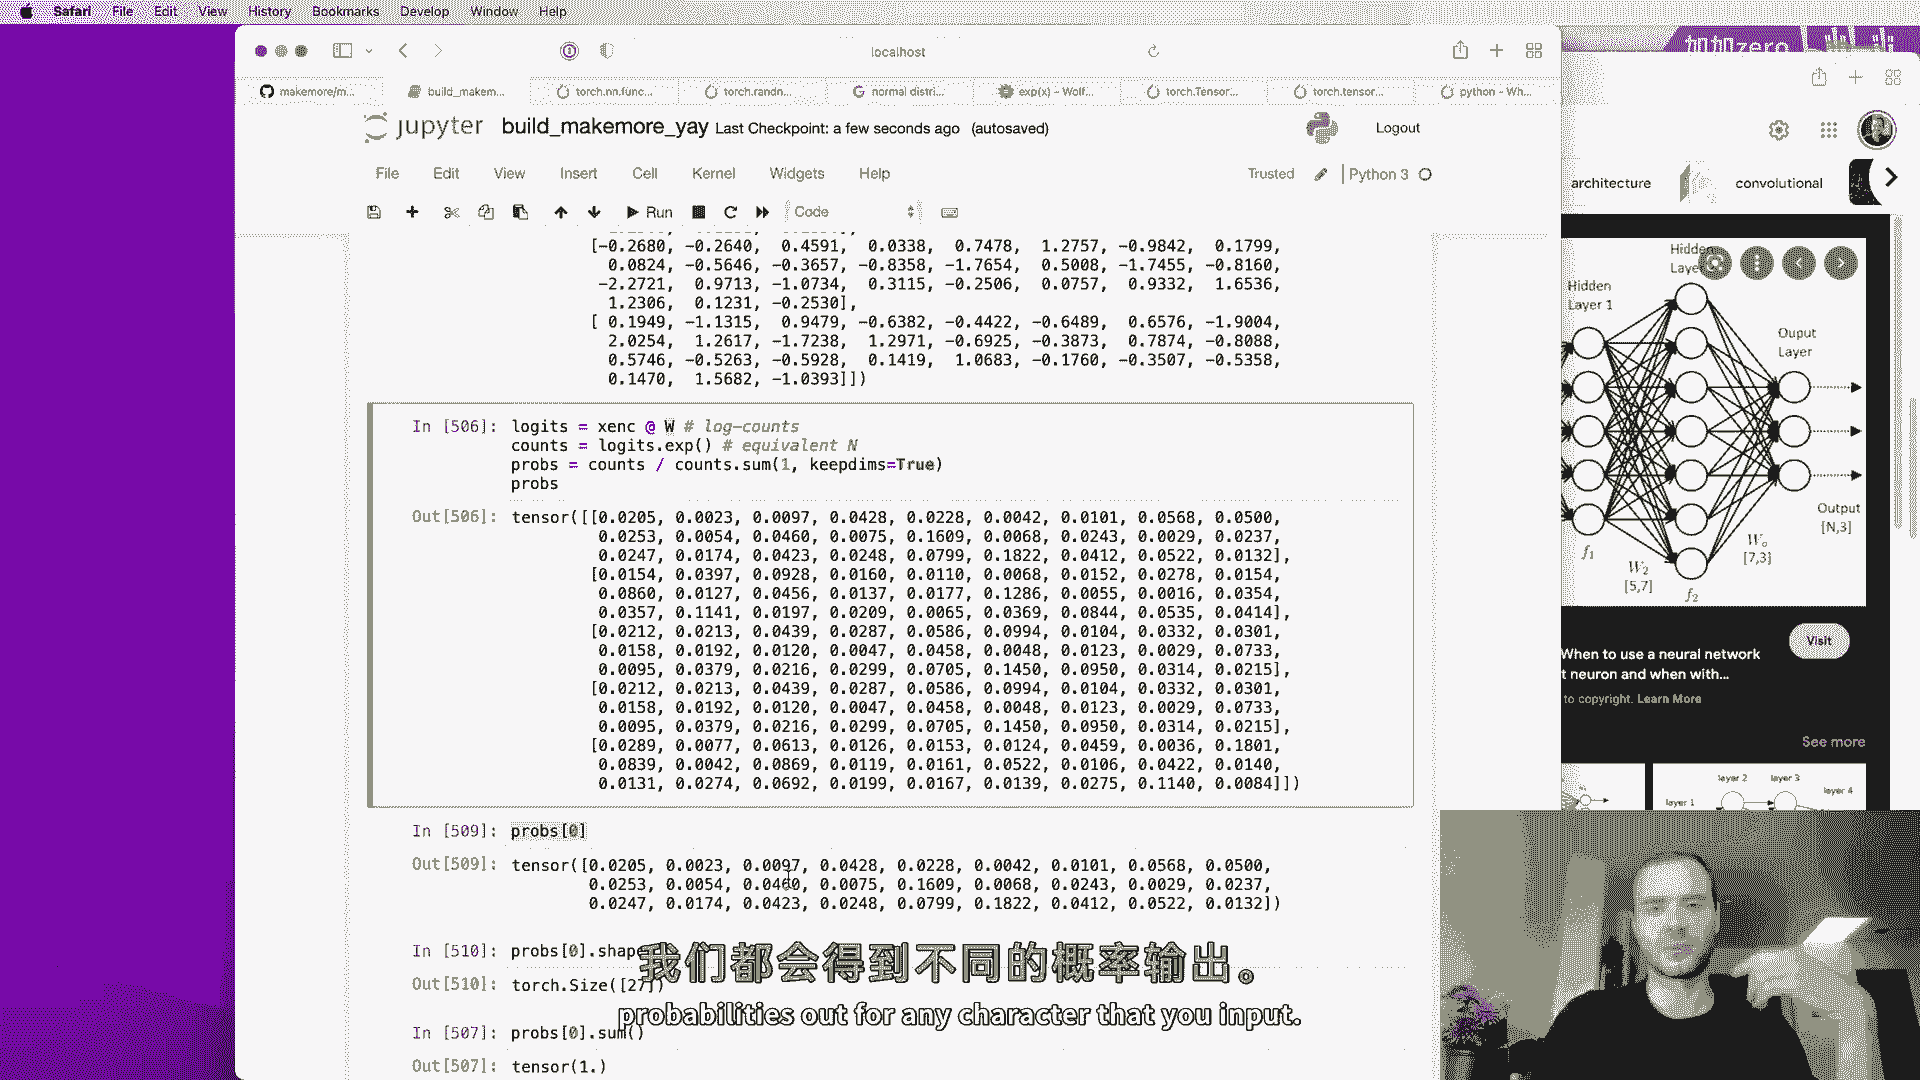 Safari File Edit View History Bookmarks Develop Window Help
加加zero
localhost
makemore/m... build_makem... torch.nn.func... torch.randn... normal distri... exp(x) – Wolf... torch.Tensor... torch.tensor... python - Wh...
jupyter build_makemore_yay Last Checkpoint: a few seconds ago (autosaved) Logout
File Edit View Insert Cell Kernel Widgets Help Trusted Python 3
Run Code
[-0.2680, -0.2640, 0.4591, 0.0338, 0.7478, 1.2757, -0.9842, 0.1799,
0.0824, -0.5646, -0.3657, -0.8358, -1.7654, 0.5008, -1.7455, -0.8160,
-2.2721, 0.9713, -1.0734, 0.3115, -0.2506, 0.0757, 0.9332, 1.6536,
1.2306, 0.1231, -0.2530],
[ 0.1949, -1.1315, 0.9479, -0.6382, -0.4422, -0.6489, 0.6576, -1.9004,
2.0254, 1.2617, -1.7238, 1.2971, -0.6925, -0.3873, 0.7874, -0.8088,
0.5746, -0.5263, -0.5928, 0.1419, 1.0683, -0.1760, -0.3507, -0.5358,
0.1470, 1.5682, -1.0393]])
In [506]: logits = xenc @ W # log-counts
counts = logits.exp() # equivalent N
probs = counts / counts.sum(1, keepdims=True)
probs
Out[506]: tensor([[0.0205, 0.0023, 0.0097, 0.0428, 0.0228, 0.0042, 0.0101, 0.0568, 0.0500,
0.0253, 0.0054, 0.0460, 0.0075, 0.1609, 0.0068, 0.0243, 0.0029, 0.0237,
0.0247, 0.0174, 0.0423, 0.0248, 0.0799, 0.1822, 0.0412, 0.0522, 0.0132],
[0.0154, 0.0397, 0.0928, 0.0160, 0.0110, 0.0068, 0.0152, 0.0278, 0.0154,
0.0860, 0.0127, 0.0456, 0.0137, 0.0177, 0.1286, 0.0055, 0.0016, 0.0354,
0.0357, 0.1141, 0.0197, 0.0209, 0.0065, 0.0369, 0.0844, 0.0535, 0.0414],
[0.0212, 0.0213, 0.0439, 0.0287, 0.0586, 0.0994, 0.0104, 0.0332, 0.0301,
0.0158, 0.0192, 0.0120, 0.0047, 0.0458, 0.0048, 0.0123, 0.0029, 0.0733,
0.0095, 0.0379, 0.0216, 0.0299, 0.0705, 0.1450, 0.0950, 0.0314, 0.0215],
[0.0212, 0.0213, 0.0439, 0.0287, 0.0586, 0.0994, 0.0104, 0.0332, 0.0301,
0.0158, 0.0192, 0.0120, 0.0047, 0.0458, 0.0048, 0.0123, 0.0029, 0.0733,
0.0095, 0.0379, 0.0216, 0.0299, 0.0705, 0.1450, 0.0950, 0.0314, 0.0215],
[0.0289, 0.0077, 0.0613, 0.0126, 0.0153, 0.0124, 0.0459, 0.0036, 0.1801,
0.0839, 0.0042, 0.0869, 0.0119, 0.0161, 0.0522, 0.0106, 0.0422, 0.0140,
0.0131, 0.0274, 0.0692, 0.0199, 0.0167, 0.0139, 0.0275, 0.1140, 0.0084]])
In [509]: probs[0]
Out[509]: tensor([0.0205, 0.0023, 0.0097, 0.0428, 0.0228, 0.0042, 0.0101, 0.0568, 0.0500,
0.0253, 0.0054, 0.0460, 0.0075, 0.1609, 0.0068, 0.0243, 0.0029, 0.0237,
0.0247, 0.0174, 0.0423, 0.0248, 0.0799, 0.1822, 0.0412, 0.0522, 0.0132])
In [510]: probs[0].shape
Out[510]: torch.Size([27])
In [507]: probs[0].sum()
Out[507]: tensor(1.)
我们都会得到不同的概率输出。
probabilities out for any character that you input.
architecture convolutional
Hidden
Layer
Hidden
Layer 1
Ouput
Layer
Output
[N,3]
f₁
W₂
[5,7]
f₂
Wₒ
[7,3]
Visit
When to use a neural network
t neuron and when with...
to copyright. Learn More
See more
layer 1 layer 2 layer 3 layer 4